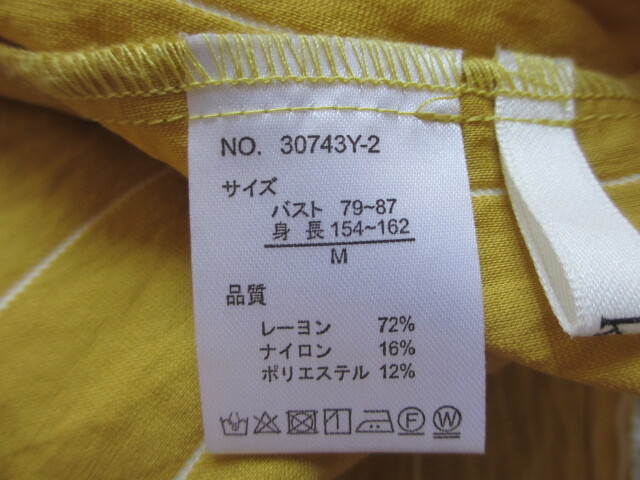 NO. 30743Y-2
サイズ
バスト 79~87
身 長 154~162
M
品質
レーヨン 72%
ナイロン 16%
ポリエステル 12%
F W